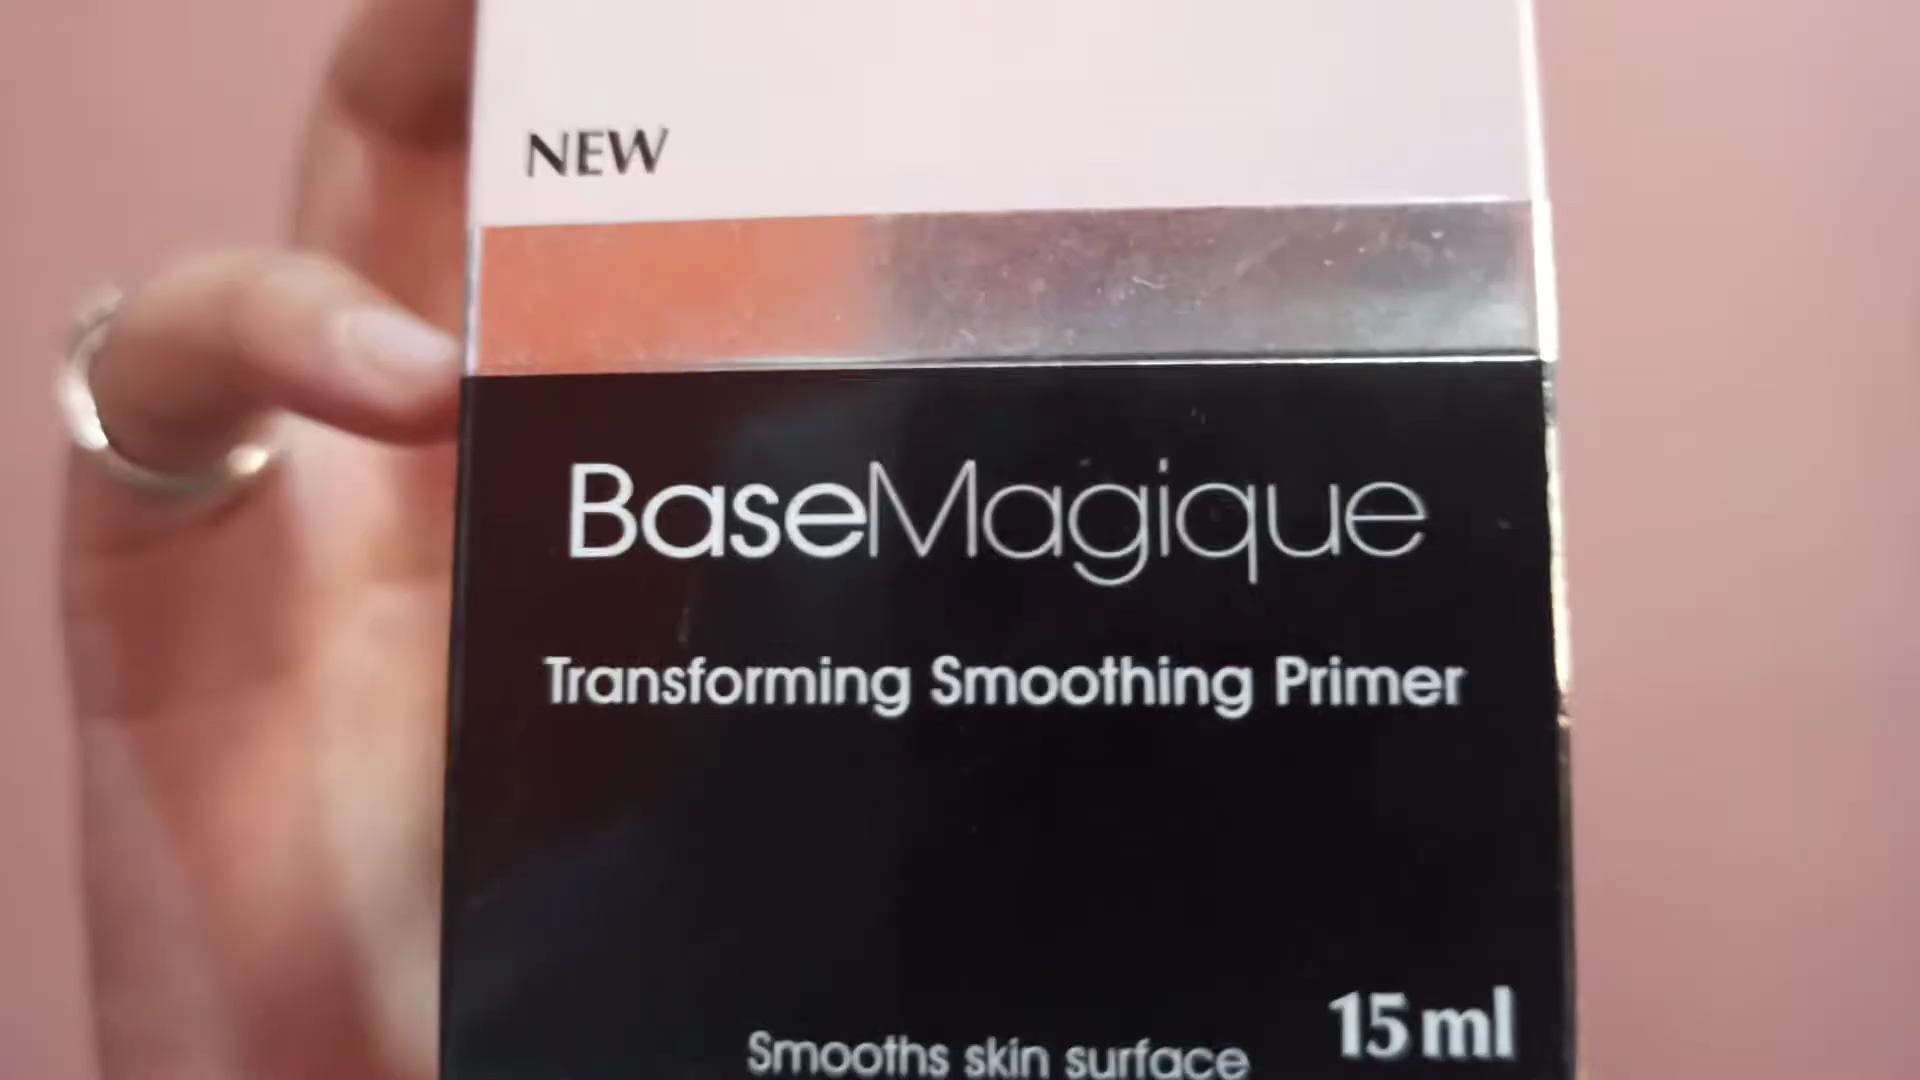 NEW
BaseMagique
Transforming Smoothing Primer
15 ml
Smooths skin surface